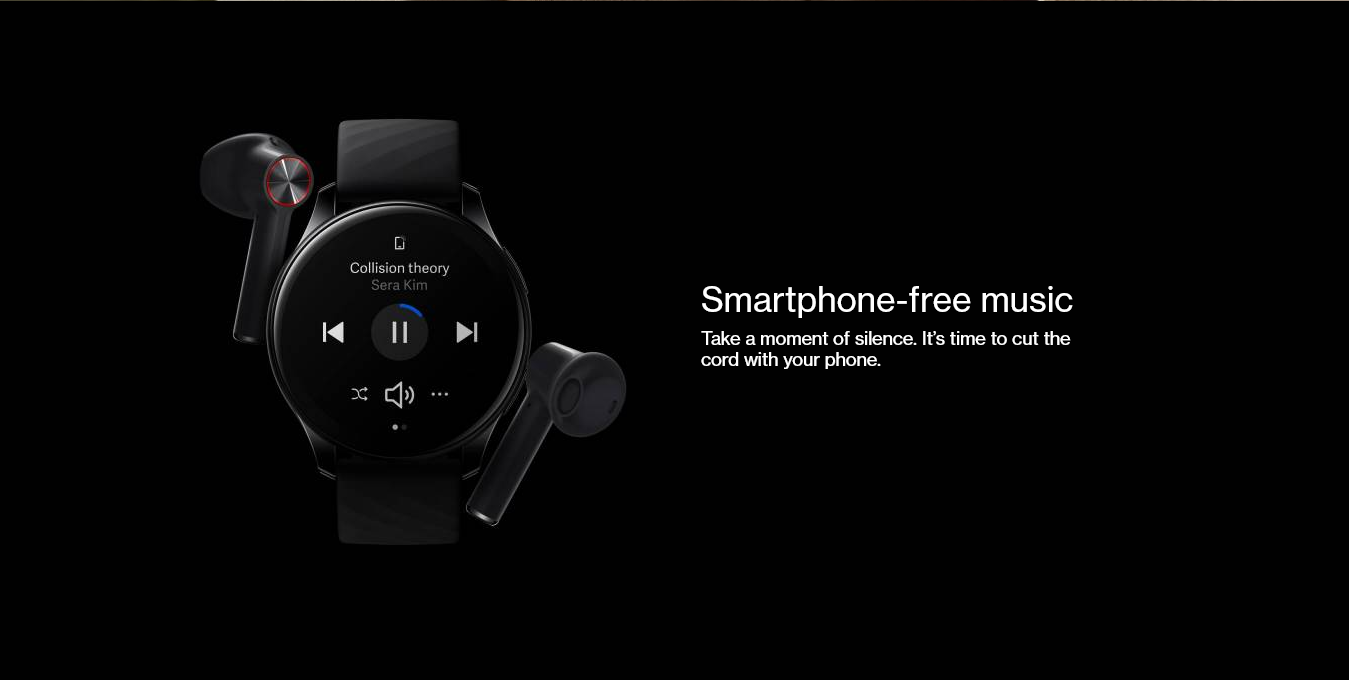 Collision theory
Sera Kim
Smartphone-free music
Take a moment of silence. It’s time to cut the
cord with your phone.